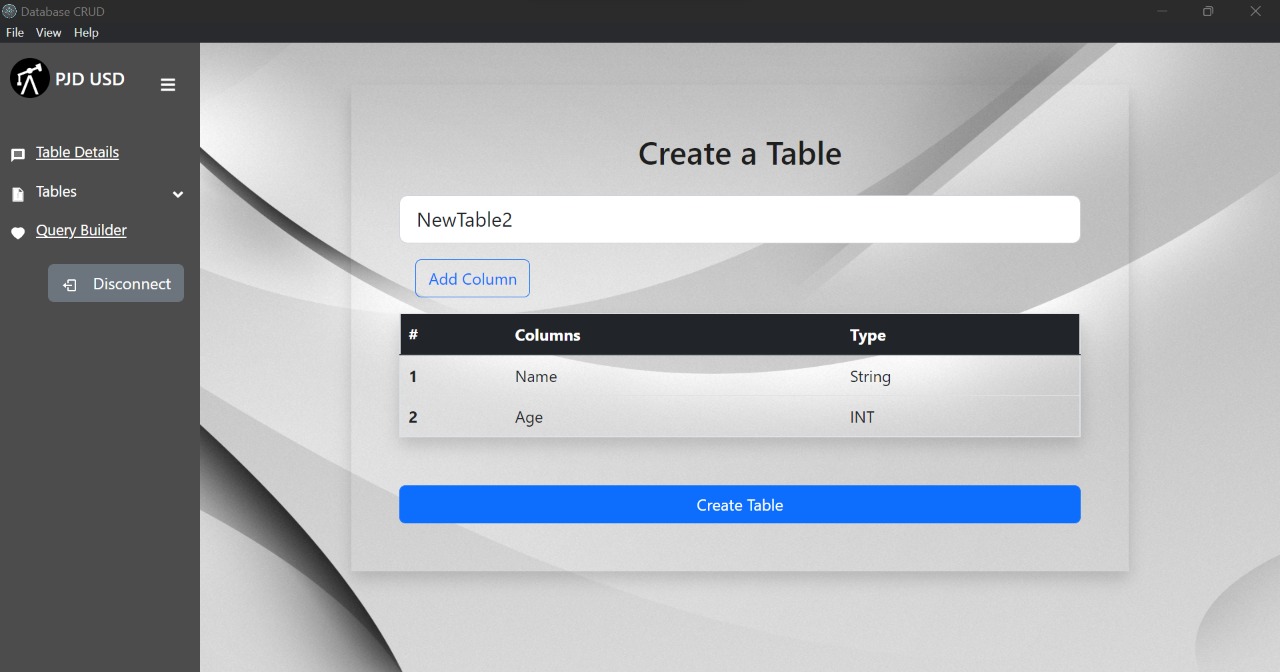 Database CRUD
File View Help
PJD USD
Table Details
Tables
Query Builder
Disconnect
Create a Table
NewTable2
Add Column
# Columns Type
1 Name String
2 Age INT
Create Table